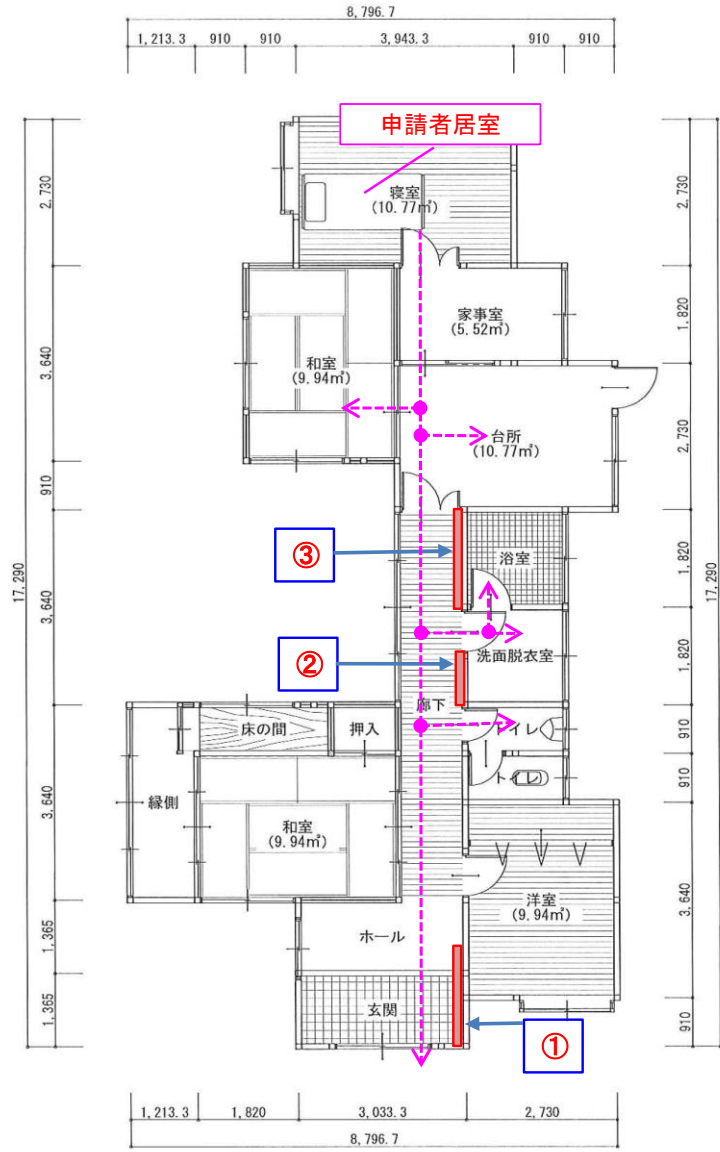 8,796.7
1,213.3 910 910 3,943.3 910 910
申請者居室
2,730
寝室
(10.77㎡)
2,730
家事室
(5.52㎡)
1,820
3,640
和室
(9.94㎡)
台所
(10.77㎡)
2,730
910
③
浴室
1,820
17,290
17,290
3,640
②
洗面脱衣室
1,820
廊下
床の間
押入
トイレ
910
トイレ
910
3,640
縁側
和室
(9.94㎡)
洋室
(9.94㎡)
3,640
ホール
1,365
玄関
1,365
①
910
1,213.3 1,820 3,033.3 2,730
8,796.7